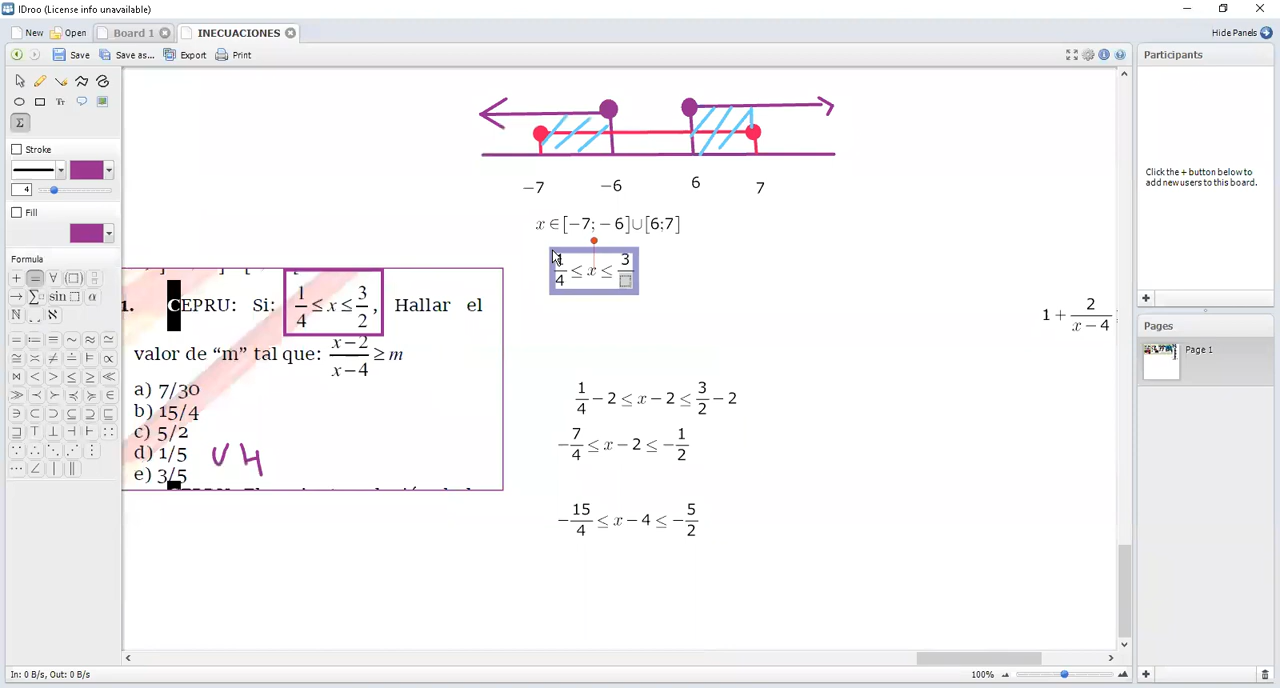 IDroo (License info unavailable)
New Open Board 1 INECUACIONES Hide Panels
Save Save as... Export Print
Participants
Click the + button below to
add new users to this board.
Pages
Page 1
Tr
Σ
Stroke
4
Fill
Formula
−7 −6 6 7
x ∈ [−7; −6] ∪ [6;7]
1/4 ≤ x ≤ 3/
1. CEPRU: Si: 1/4 ≤ x ≤ 3/2, Hallar el
valor de “m” tal que: x−2/x−4 ≥ m
a) 7/30
b) 15/4
c) 5/2
d) 1/5
e) 3/5
1 + 2/x−4
1/4 − 2 ≤ x − 2 ≤ 3/2 − 2
−7/4 ≤ x − 2 ≤ −1/2
−15/4 ≤ x − 4 ≤ −5/2
In: 0 B/s, Out: 0 B/s 100%